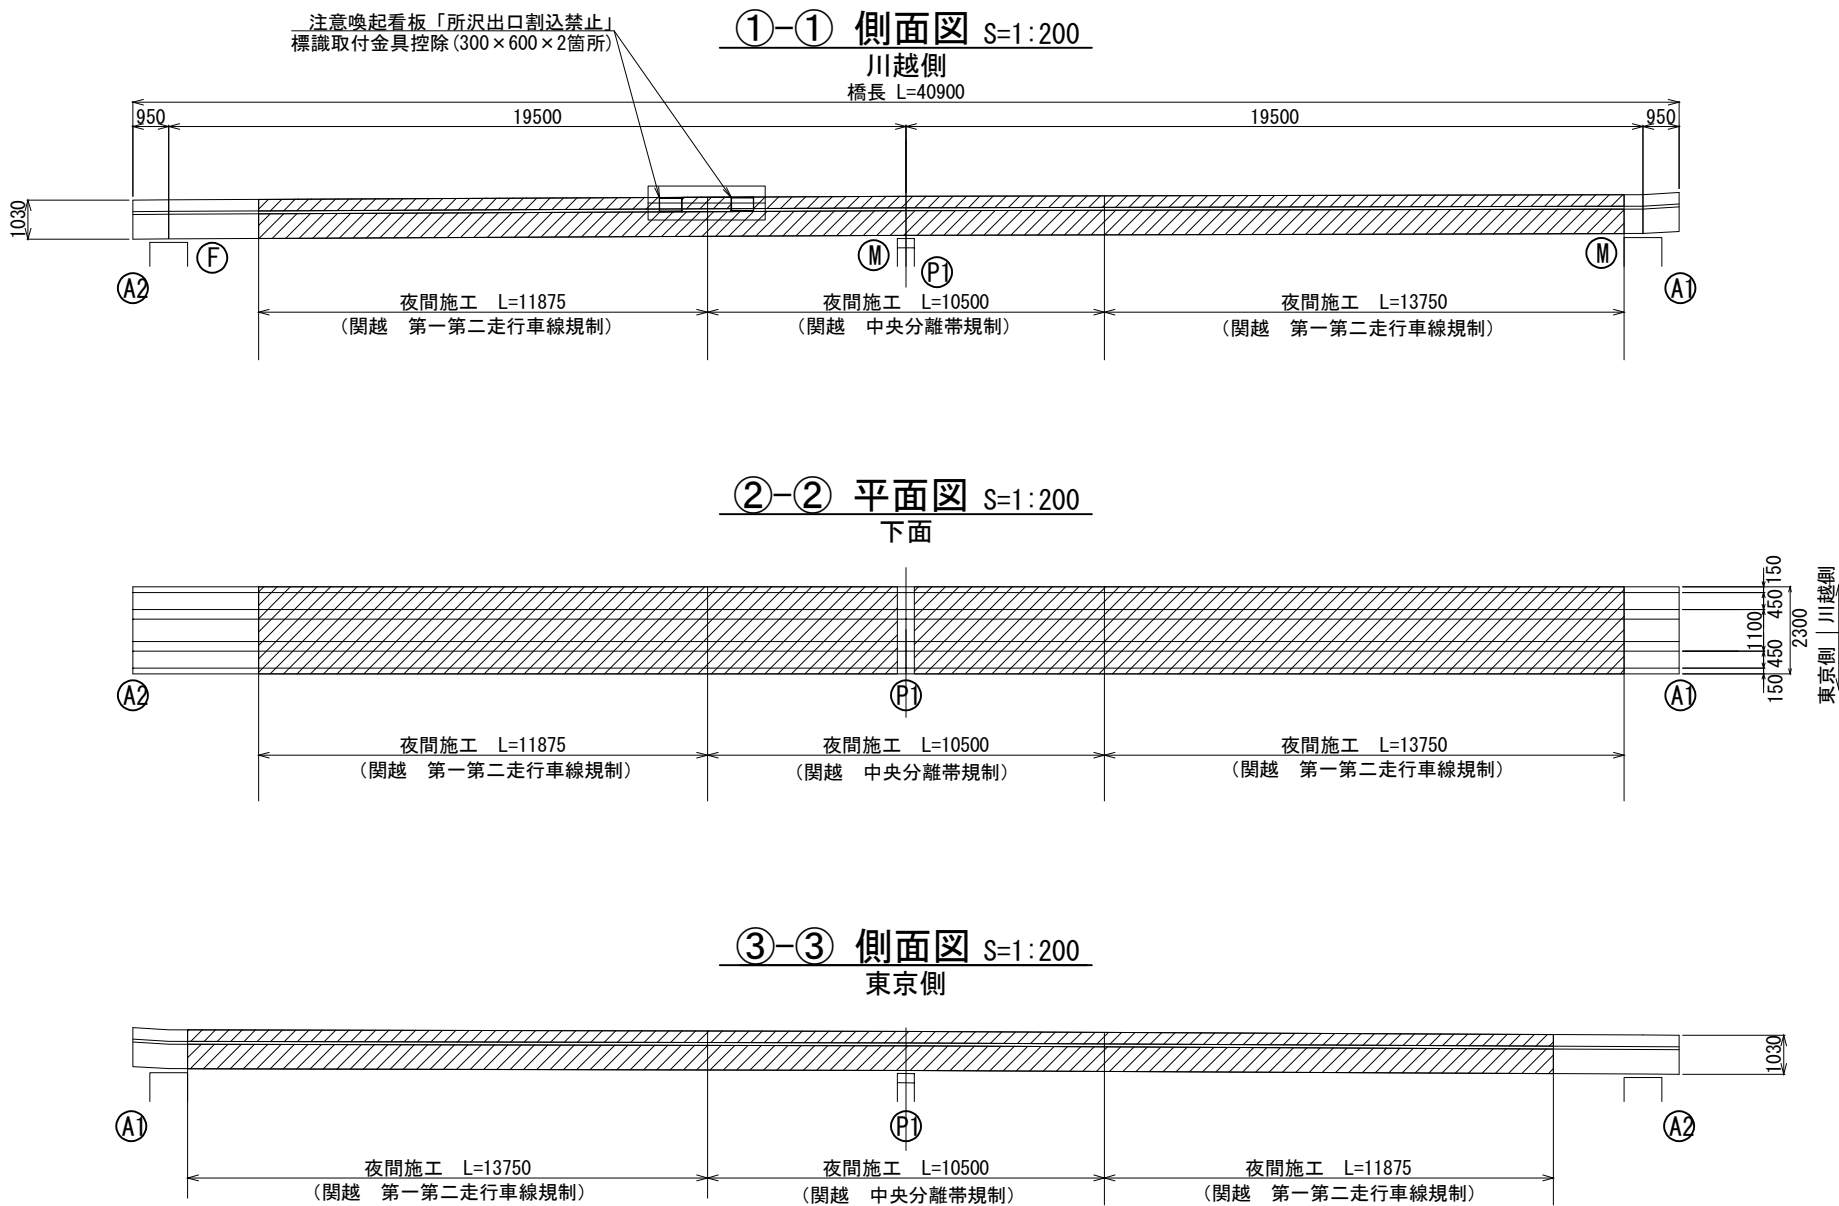 注意喚起看板「所沢出口割込禁止」
標識取付金具控除(300×600×2箇所)
①-① 側面図 S=1:200
川越側
橋長 L=40900
950
19500
19500
950
1030
F
M
M
A2
P1
A1
夜間施工 L=11875
(関越 第一第二走行車線規制)
夜間施工 L=10500
(関越 中央分離帯規制)
夜間施工 L=13750
(関越 第一第二走行車線規制)
②-② 平面図 S=1:200
下面
150
450
1100
450
150
2300
東京側
川越側
A2
P1
A1
夜間施工 L=11875
(関越 第一第二走行車線規制)
夜間施工 L=10500
(関越 中央分離帯規制)
夜間施工 L=13750
(関越 第一第二走行車線規制)
③-③ 側面図 S=1:200
東京側
1030
A1
P1
A2
夜間施工 L=13750
(関越 第一第二走行車線規制)
夜間施工 L=10500
(関越 中央分離帯規制)
夜間施工 L=11875
(関越 第一第二走行車線規制)